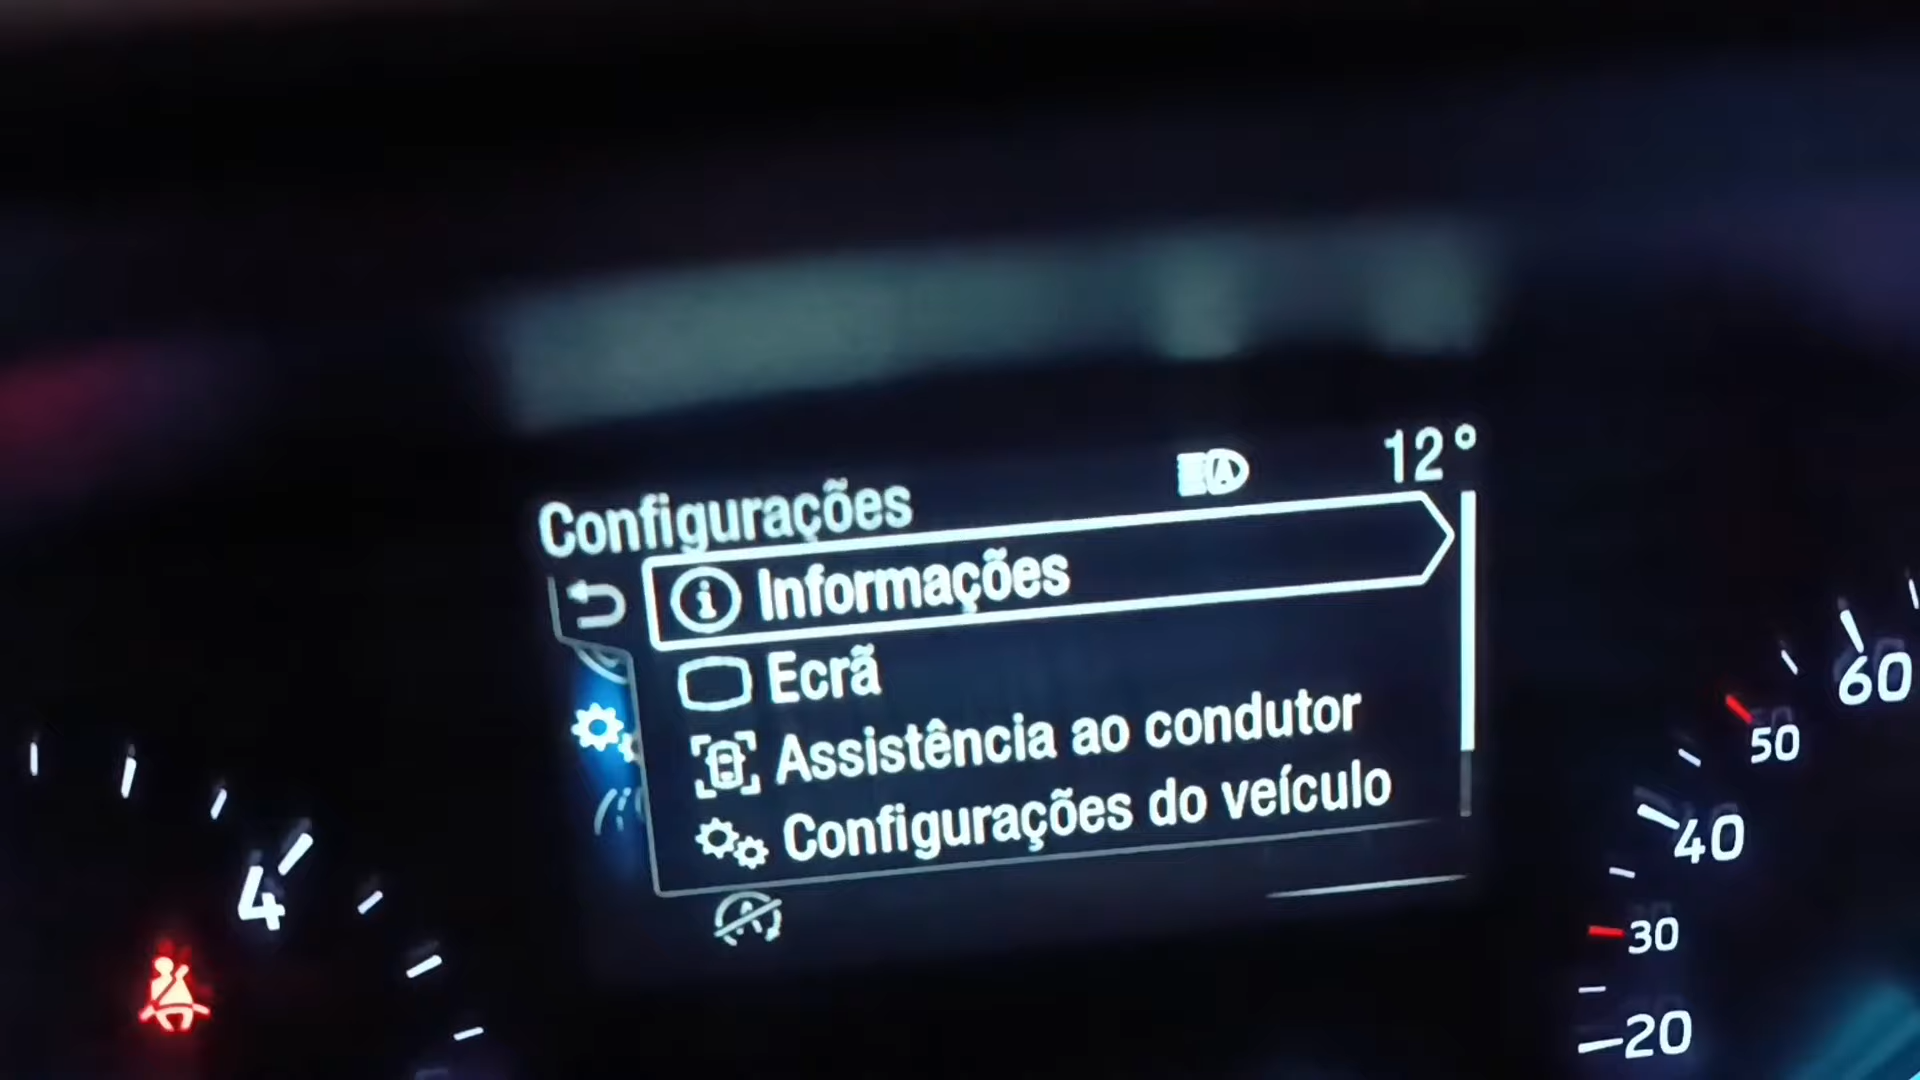 12°
Configurações
Informações
Ecrã
Assistência ao condutor
Configurações do veículo
4
60
50
40
30
20